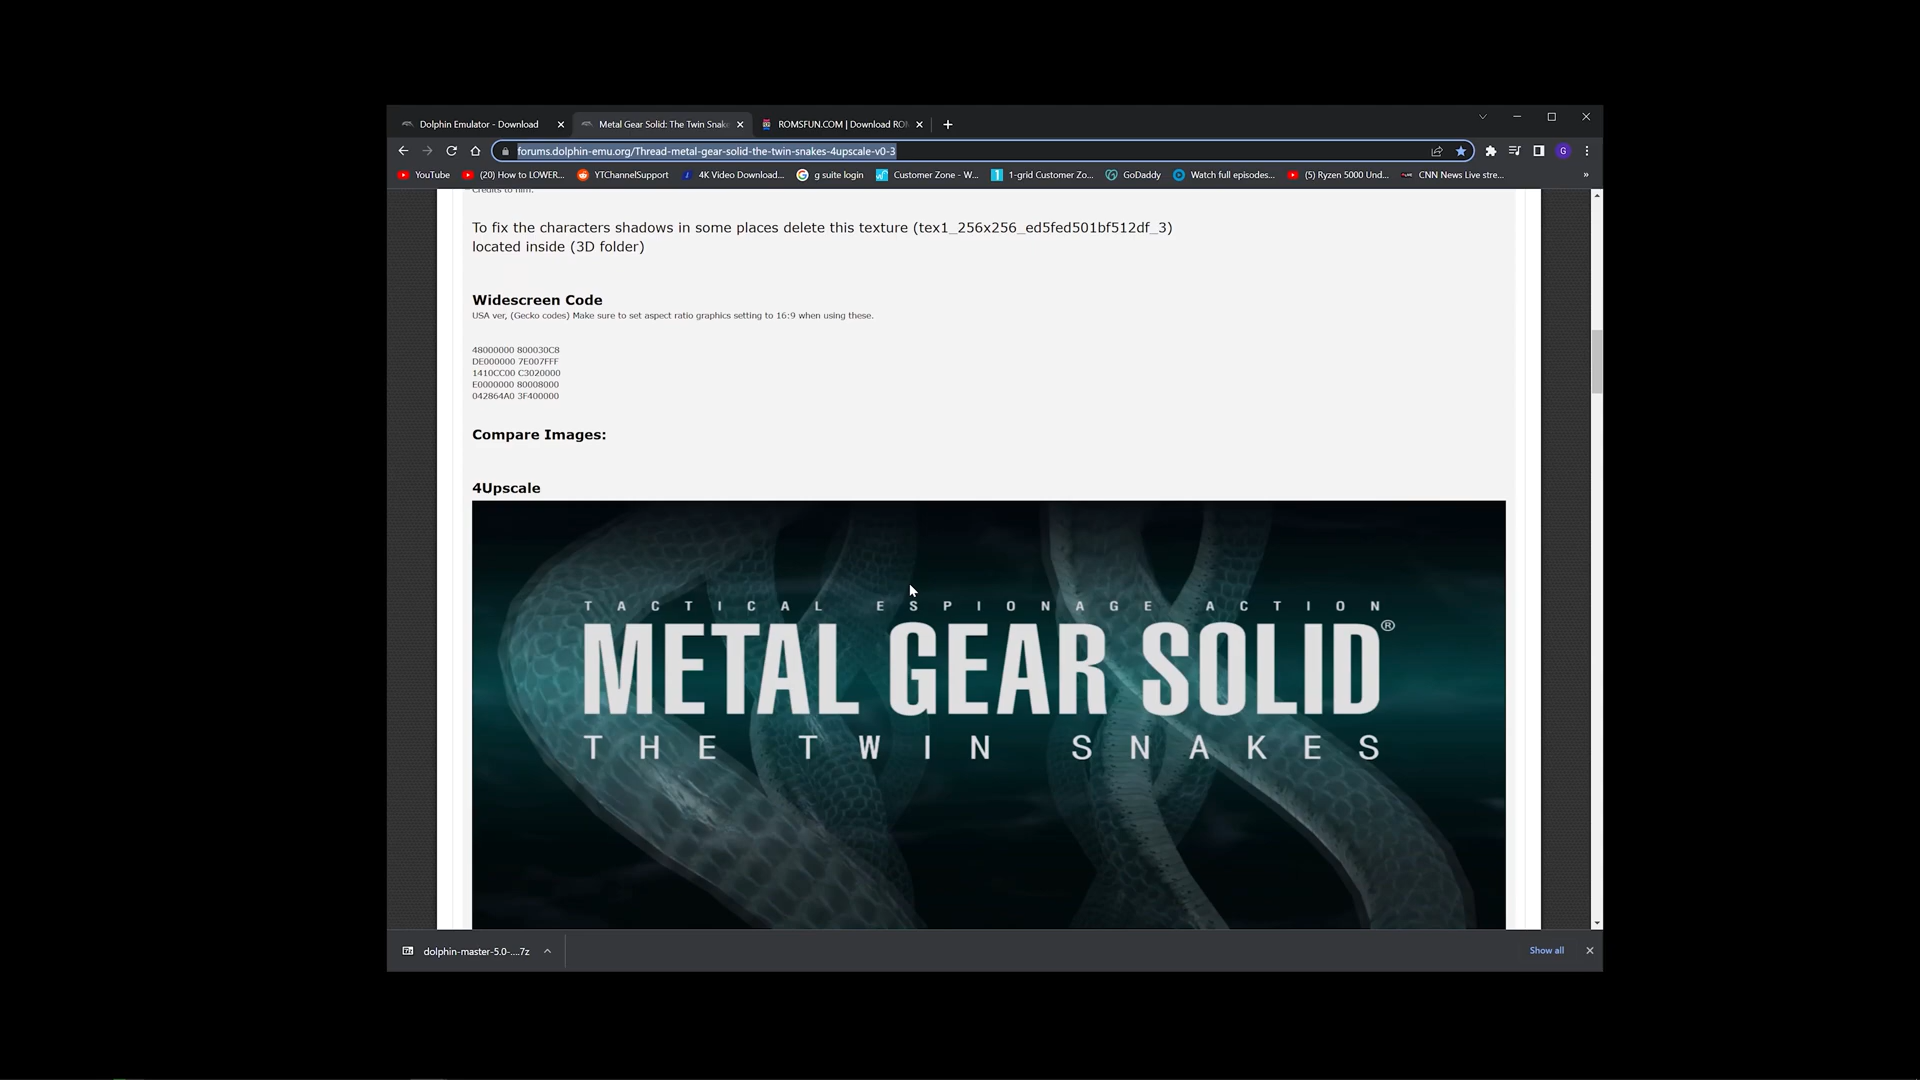 Dolphin Emulator - Download
Metal Gear Solid: The Twin Snake
ROMSFUN.COM | Download ROM
forums.dolphin-emu.org/Thread-metal-gear-solid-the-twin-snakes-4upscale-v0-3
G
YouTube
(20) How to LOWER...
YTChannelSupport
4K Video Download...
g suite login
Customer Zone - W...
1-grid Customer Zo...
GoDaddy
Watch full episodes...
(5) Ryzen 5000 Und...
CNN News Live stre...
»
Credits to him.
To fix the characters shadows in some places delete this texture (tex1_256x256_ed5fed501bf512df_3)
located inside (3D folder)
Widescreen Code
USA ver, (Gecko codes) Make sure to set aspect ratio graphics setting to 16:9 when using these.
48000000 800030C8
DE000000 7E007FFF
1410CC00 C3020000
E0000000 80008000
042864A0 3F400000
Compare Images:
4Upscale
TACTICAL ESPIONAGE ACTION
METAL GEAR SOLID®
THE TWIN SNAKES
dolphin-master-5.0-....7z
Show all